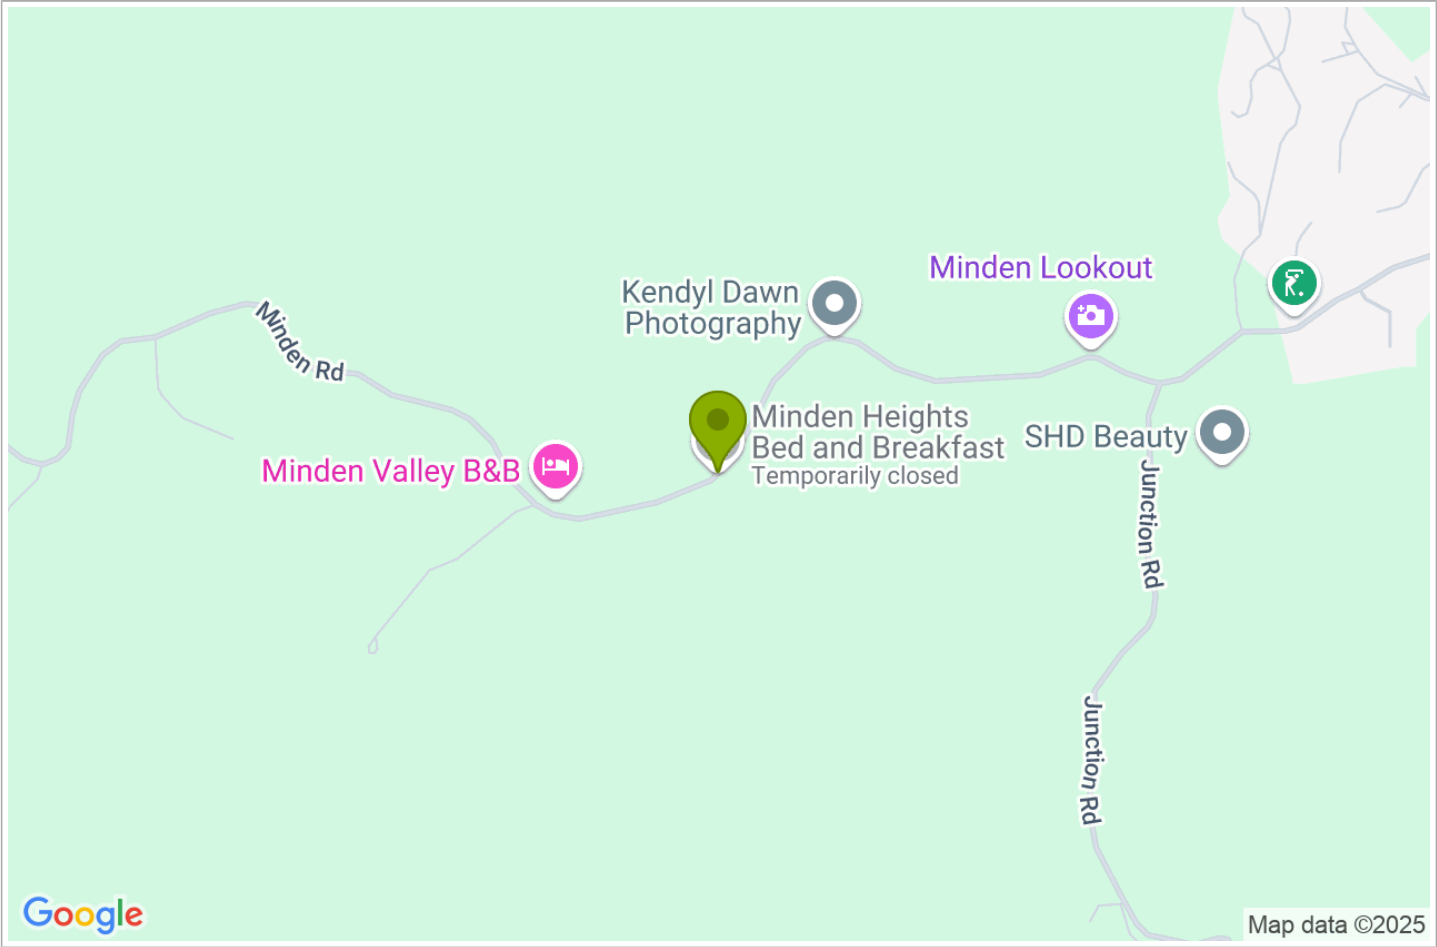 Minden Lookout
Kendyl Dawn
Photography
Minden Rd
Minden Heights
Bed and Breakfast
Temporarily closed
SHD Beauty
Minden Valley B&B
Junction Rd
Junction Rd
Google
Map data ©2025